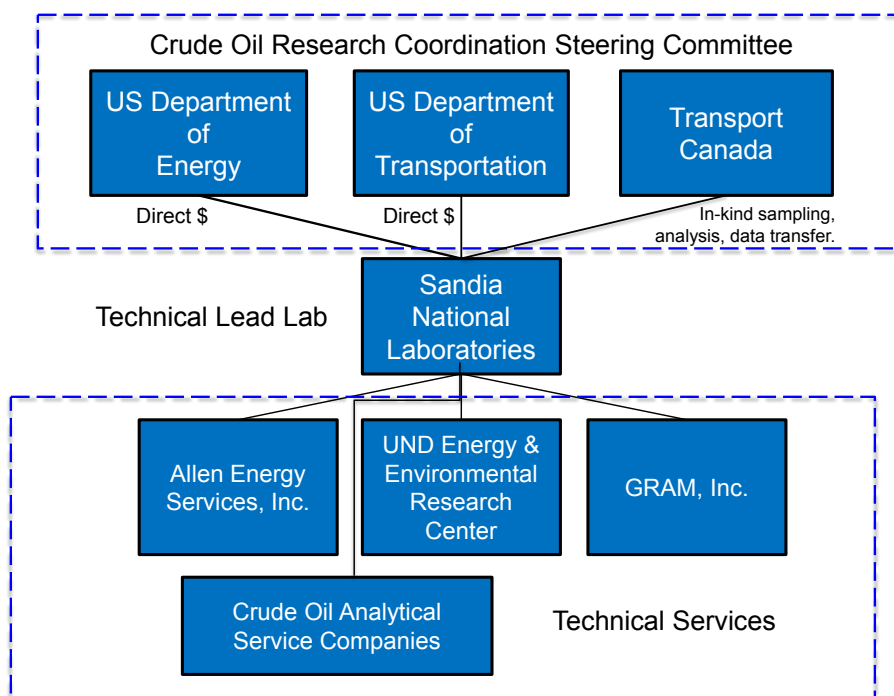 Crude Oil Research Coordination Steering Committee
US Department
of
Energy
US Department
of
Transportation
Transport
Canada
Direct $
Direct $
In-kind sampling,
analysis, data transfer.
Technical Lead Lab
Sandia
National
Laboratories
Allen Energy
Services, Inc.
UND Energy &
Environmental
Research
Center
GRAM, Inc.
Crude Oil Analytical
Service Companies
Technical Services